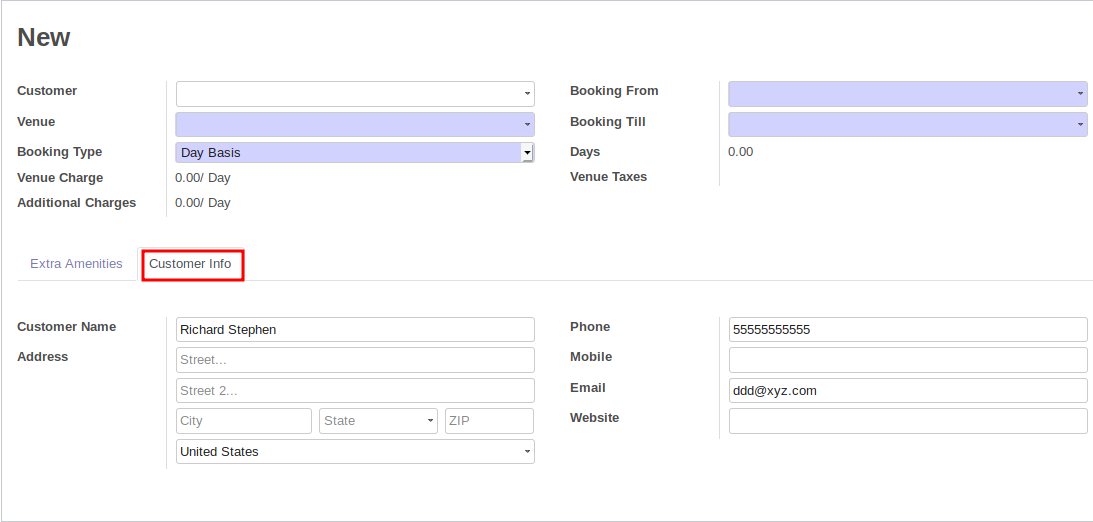 New
Customer
Booking From
Venue
Booking Till
Booking Type Day Basis
Days 0.00
Venue Charge 0.00/ Day
Venue Taxes
Additional Charges 0.00/ Day
Extra Amenities Customer Info
Customer Name Richard Stephen
Phone 55555555555
Address Street...
Mobile
Street 2...
Email ddd@xyz.com
City State ZIP
Website
United States